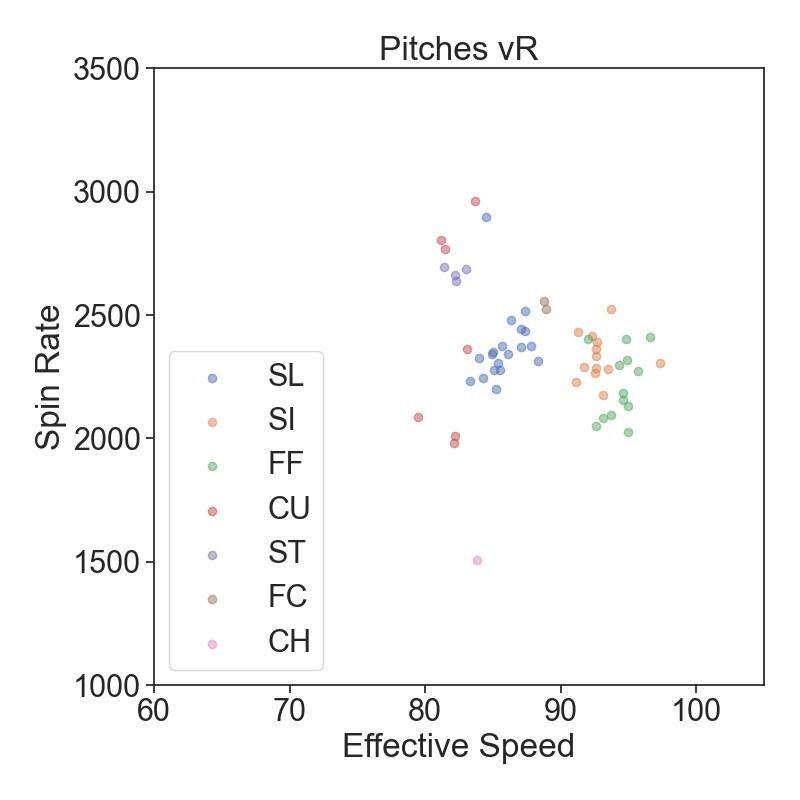 Pitches vR
3500
3000
2500
2000
1500
1000
Spin Rate
SL
SI
FF
CU
ST
FC
CH
60 70 80 90 100
Effective Speed